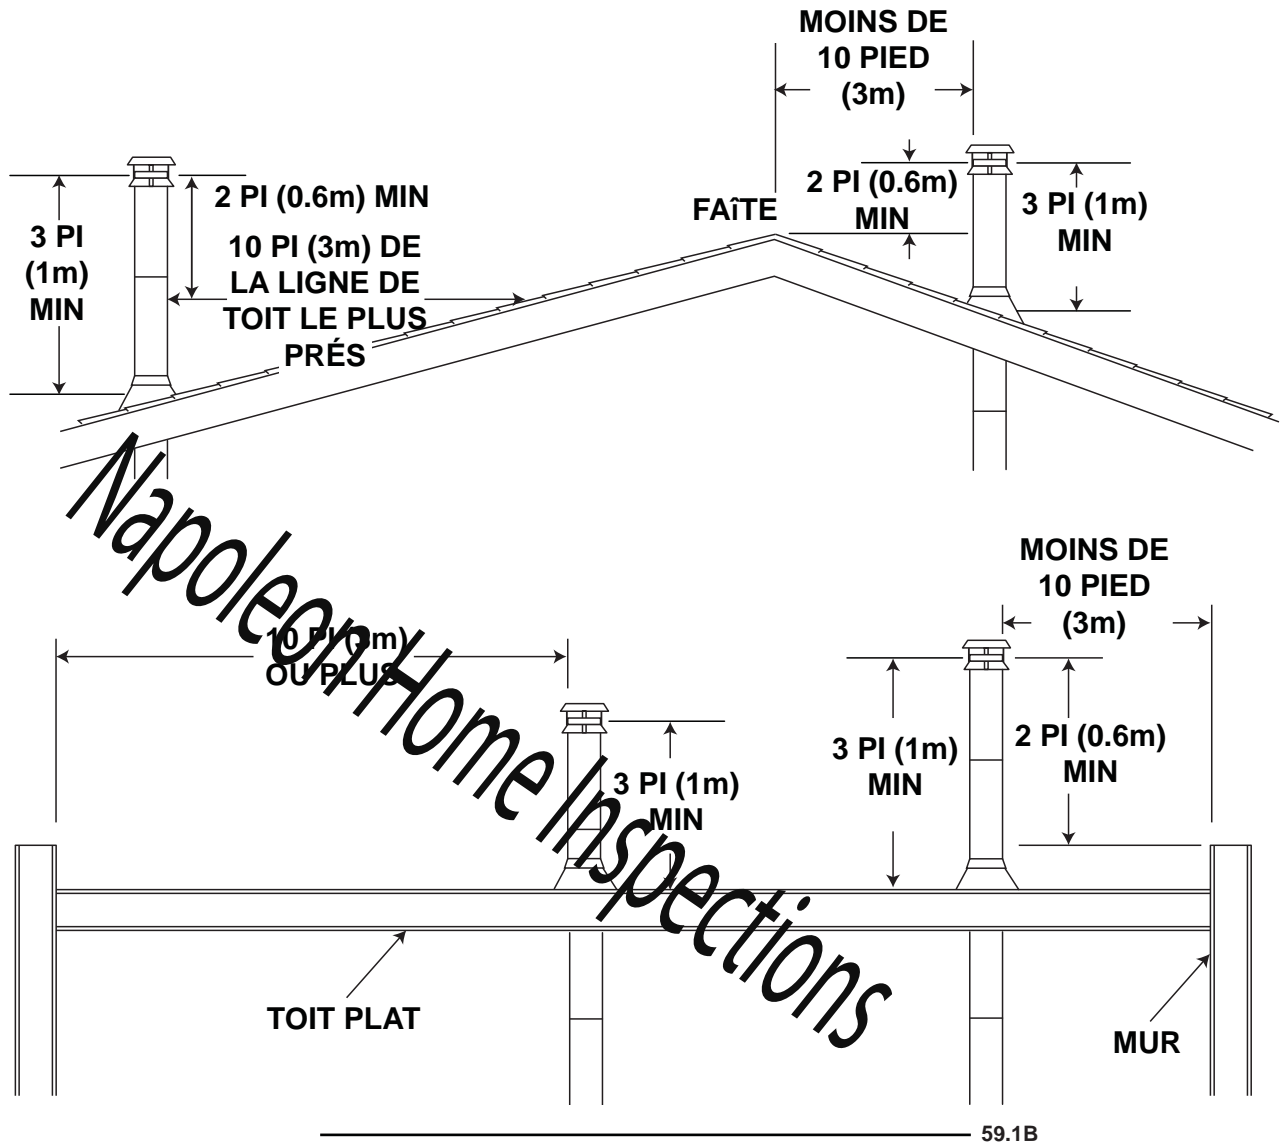 MOINS DE
10 PIED
(3m)
2 PI (0.6m) MIN
3 PI
(1m)
MIN
10 PI (3m) DE
LA LIGNE DE
TOIT LE PLUS
PRÉS
FAîTE
2 PI (0.6m)
MIN
3 PI (1m)
MIN
Napoleon Home Inspections
MOINS DE
10 PIED
(3m)
10 PI (3m)
OU PLUS
3 PI (1m)
MIN
3 PI (1m)
MIN
2 PI (0.6m)
MIN
TOIT PLAT
MUR
59.1B